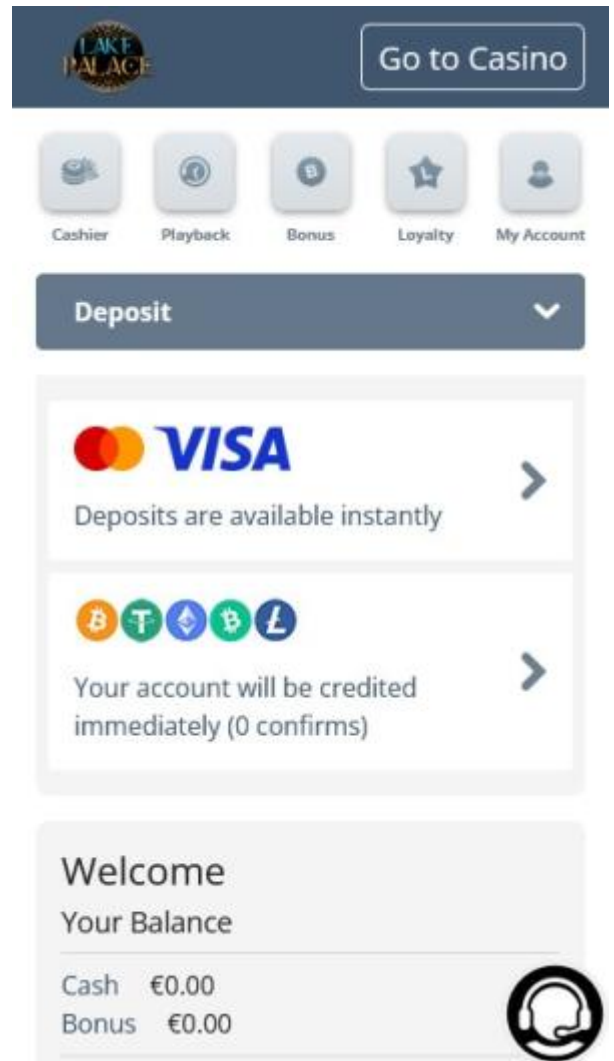 LAKE
PALACE
Go to Casino
Cashier Playback Bonus Loyalty My Account
Deposit
VISA
Deposits are available instantly
Your account will be credited
immediately (0 confirms)
Welcome
Your Balance
Cash €0.00
Bonus €0.00